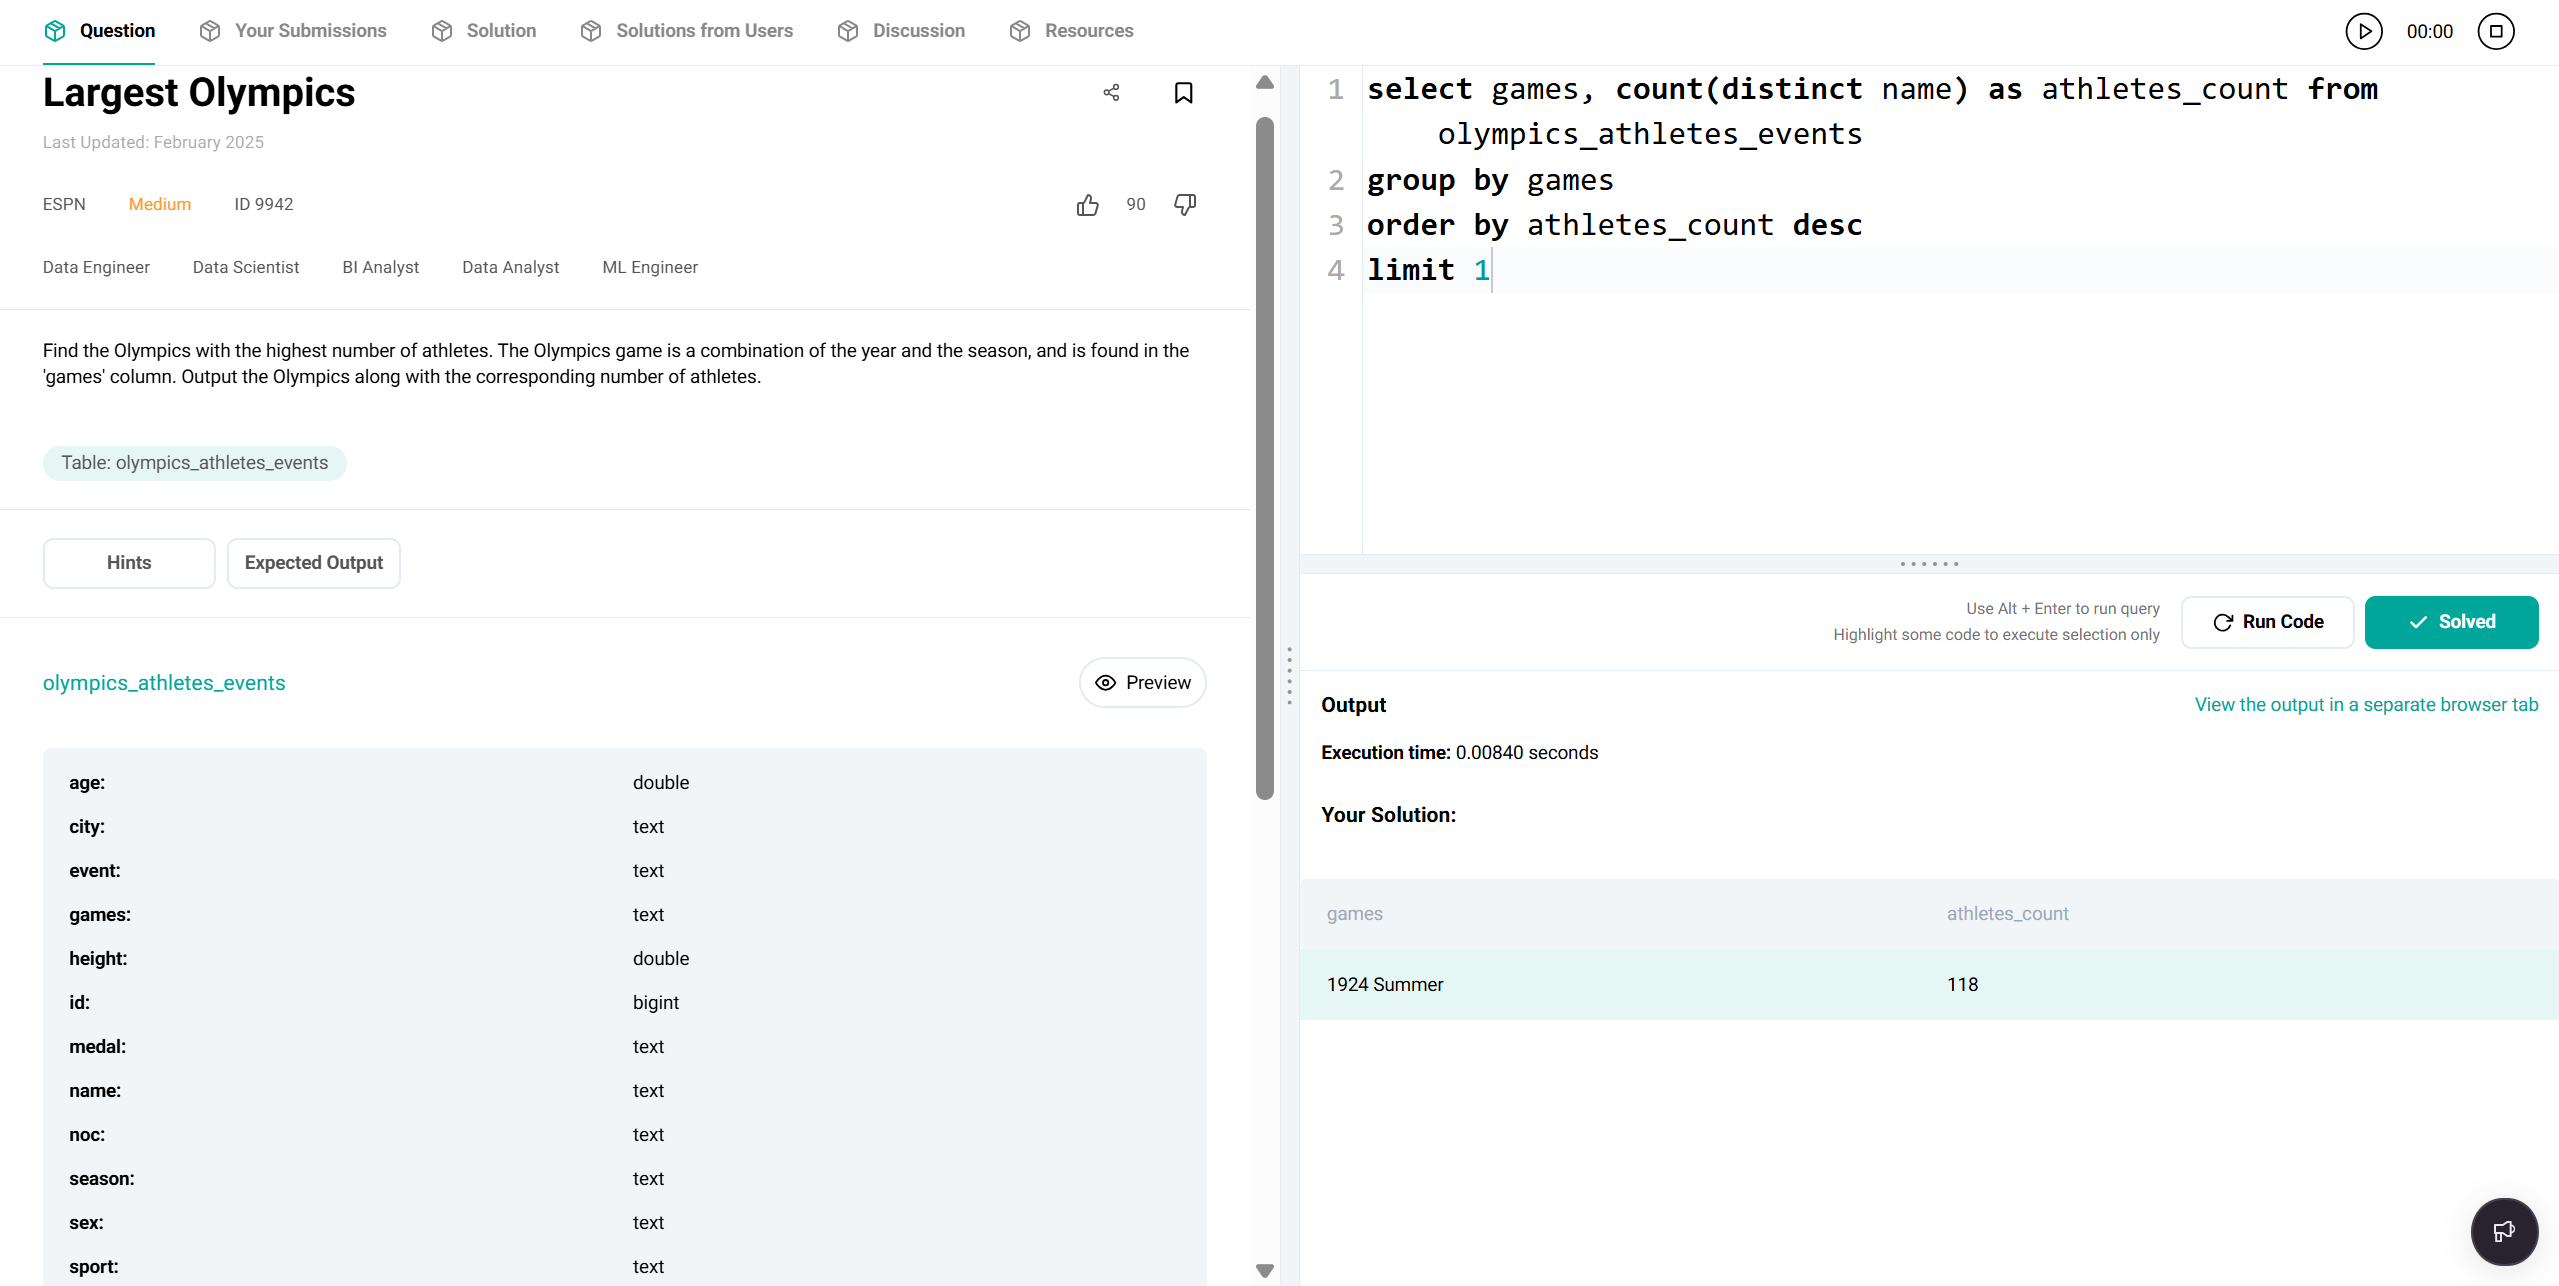 Question
Your Submissions
Solution
Solutions from Users
Discussion
Resources
00:00
Largest Olympics
Last Updated: February 2025
ESPN
Medium
ID 9942
90
Data Engineer
Data Scientist
BI Analyst
Data Analyst
ML Engineer
Find the Olympics with the highest number of athletes. The Olympics game is a combination of the year and the season, and is found in the
'games' column. Output the Olympics along with the corresponding number of athletes.
Table: olympics_athletes_events
Hints
Expected Output
olympics_athletes_events
Preview
age: double
city: text
event: text
games: text
height: double
id: bigint
medal: text
name: text
noc: text
season: text
sex: text
sport: text
1 select games, count(distinct name) as athletes_count from
olympics_athletes_events
2 group by games
3 order by athletes_count desc
4 limit 1
Use Alt + Enter to run query
Highlight some code to execute selection only
Run Code
Solved
Output
View the output in a separate browser tab
Execution time: 0.00840 seconds
Your Solution:
games athletes_count
1924 Summer 118